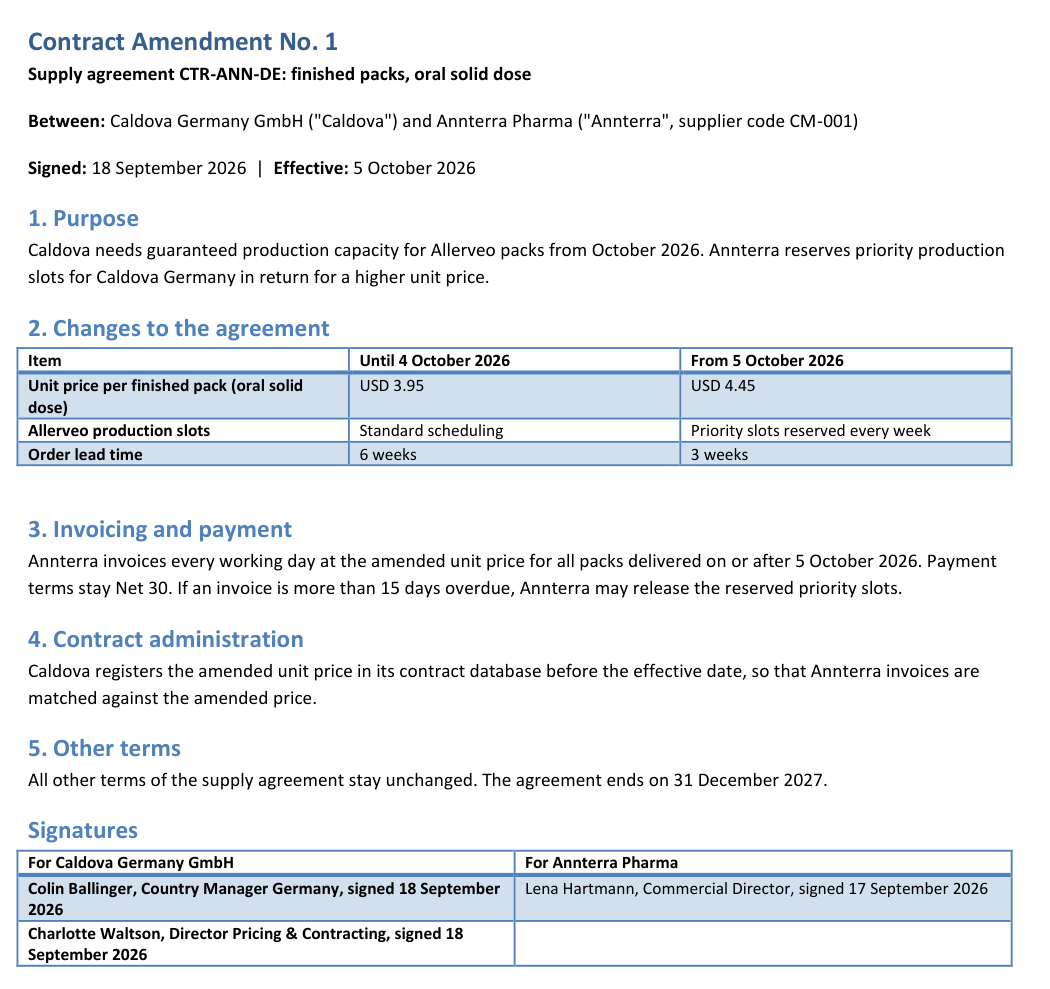 Contract Amendment No. 1
Supply agreement CTR-ANN-DE: finished packs, oral solid dose
Between: Caldova Germany GmbH ("Caldova") and Annterra Pharma ("Annterra", supplier code CM-001)
Signed: 18 September 2026 | Effective: 5 October 2026
1. Purpose
Caldova needs guaranteed production capacity for Allerveo packs from October 2026. Annterra reserves priority production
slots for Caldova Germany in return for a higher unit price.
2. Changes to the agreement
Item Until 4 October 2026 From 5 October 2026
Unit price per finished pack (oral solid USD 3.95 USD 4.45
dose)
Allerveo production slots Standard scheduling Priority slots reserved every week
Order lead time 6 weeks 3 weeks
3. Invoicing and payment
Annterra invoices every working day at the amended unit price for all packs delivered on or after 5 October 2026. Payment
terms stay Net 30. If an invoice is more than 15 days overdue, Annterra may release the reserved priority slots.
4. Contract administration
Caldova registers the amended unit price in its contract database before the effective date, so that Annterra invoices are
matched against the amended price.
5. Other terms
All other terms of the supply agreement stay unchanged. The agreement ends on 31 December 2027.
Signatures
For Caldova Germany GmbH For Annterra Pharma
Colin Ballinger, Country Manager Germany, signed 18 September Lena Hartmann, Commercial Director, signed 17 September 2026
2026
Charlotte Waltson, Director Pricing & Contracting, signed 18
September 2026